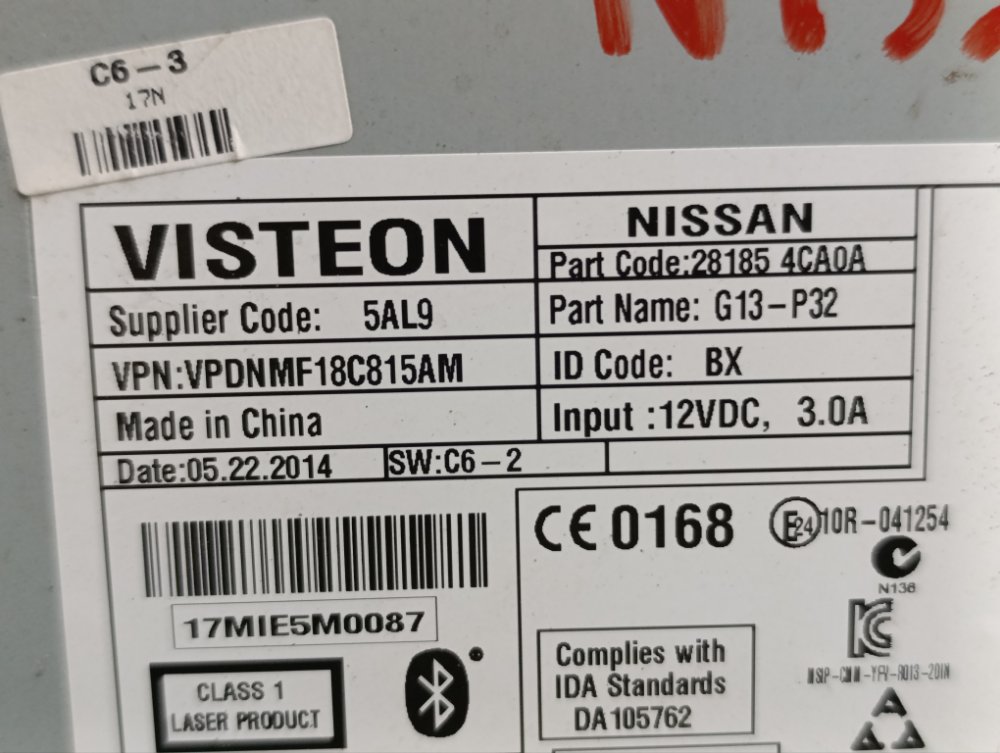 C6-3
17N
VISTEON
NISSAN
Part Code:28185 4CA0A
Supplier Code: 5AL9
Part Name: G13-P32
VPN:VPDNMF18C815AM
ID Code: BX
Made in China
Input :12VDC, 3.0A
Date:05.22.2014
SW:C6-2
CE 0168
E24 10R-041254
N136
17MIE5M0087
CLASS 1
LASER PRODUCT
Complies with
IDA Standards
DA105762